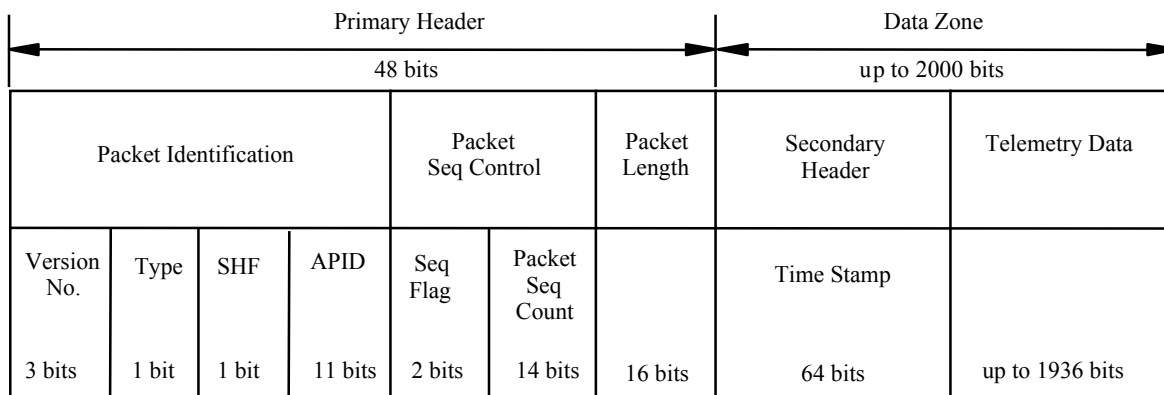 Primary Header
Data Zone
48 bits
up to 2000 bits
Packet Identification
Packet
Seq Control
Packet
Length
Secondary
Header
Telemetry Data
Version
No.
Type
SHF
APID
Seq
Flag
Packet
Seq
Count
Time Stamp
3 bits
1 bit
1 bit
11 bits
2 bits
14 bits
16 bits
64 bits
up to 1936 bits